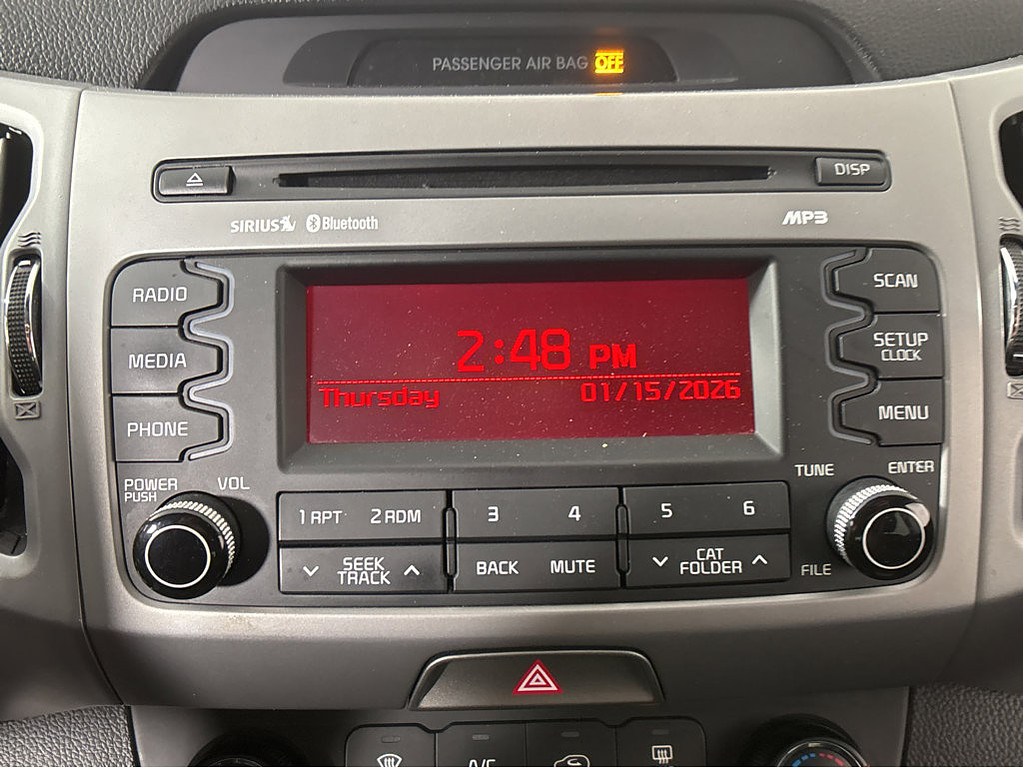 PASSENGER AIR BAG OFF
DISP
SIRIUS Bluetooth
MP3
RADIO
MEDIA
PHONE
2:48 PM
Thursday 01/15/2026
SCAN
SETUP
CLOCK
MENU
POWER
PUSH
VOL
TUNE
ENTER
FILE
1 RPT 2 RDM 3 4 5 6
SEEK
TRACK
BACK MUTE
CAT
FOLDER
A/C